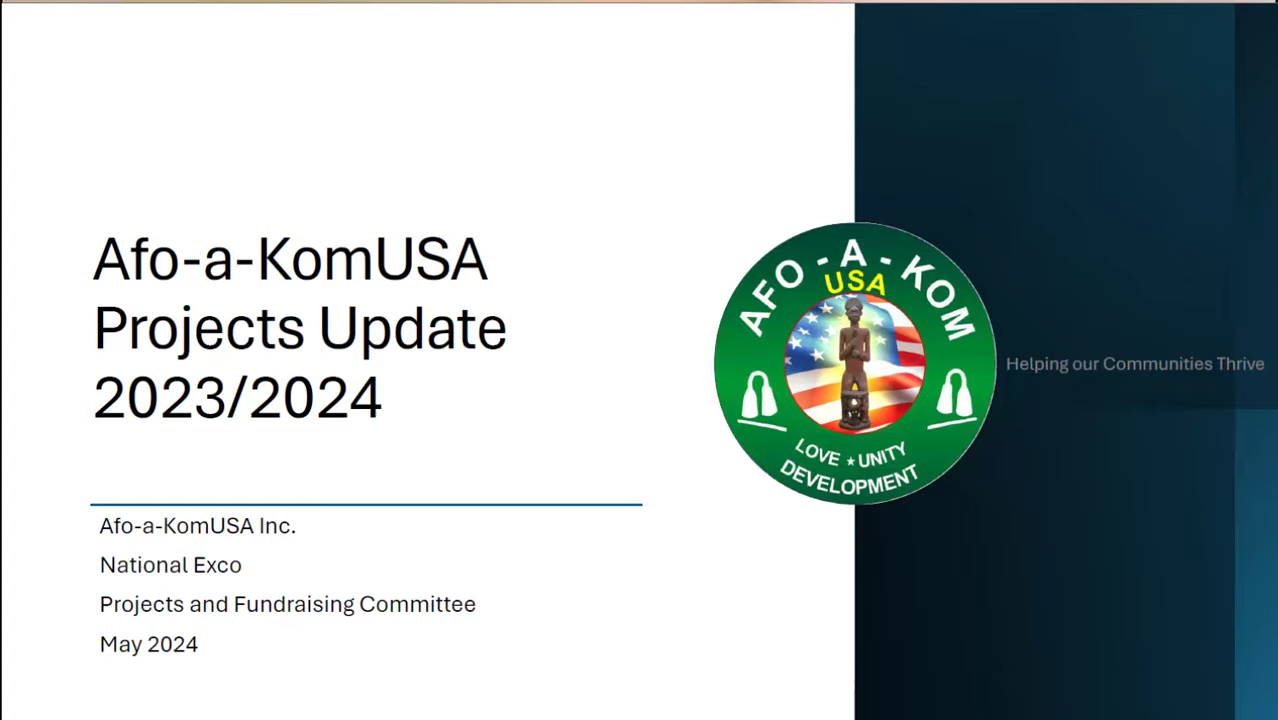 Afo-a-KomUSA
Projects Update
2023/2024
Afo-a-KomUSA Inc.
National Exco
Projects and Fundraising Committee
May 2024
AFO - A - KOM
USA
LOVE ★ UNITY
DEVELOPMENT
Helping our Communities Thrive